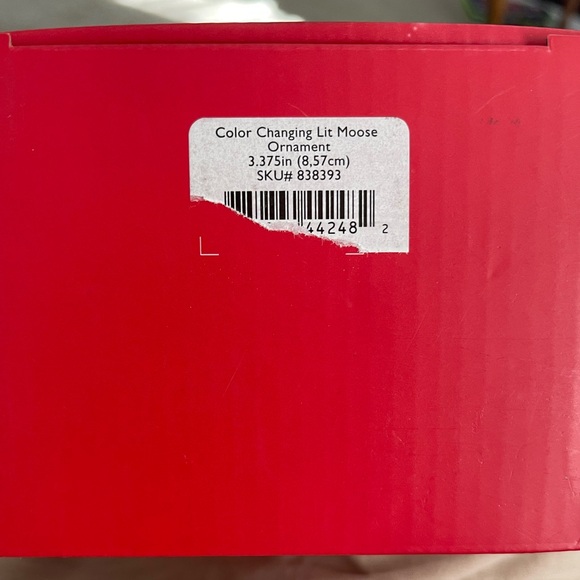 Color Changing Lit Moose
Ornament
3.375in (8,57cm)
SKU# 838393
44248 2